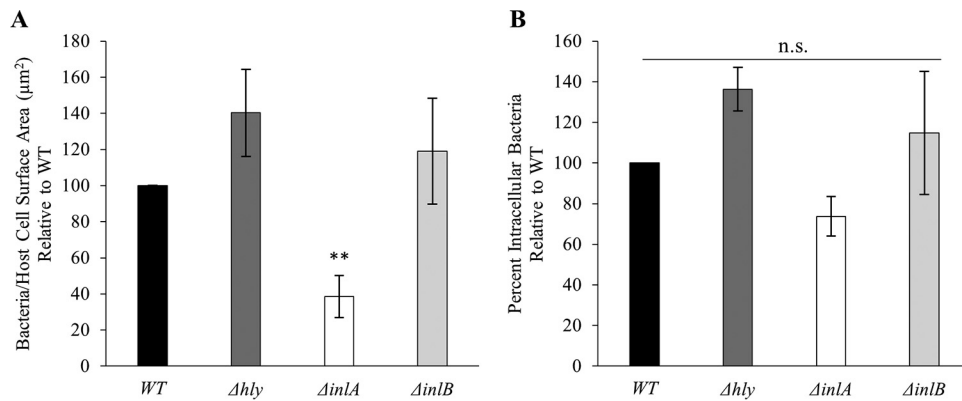 A
Bacteria/Host Cell Surface Area (µm²)
Relative to WT
180
160
140
120
100
80
60
40
20
0
**
WT
Δhly
ΔinlA
ΔinlB
B
Percent Intracellular Bacteria
Relative to WT
160
140
120
100
80
60
40
20
0
n.s.
WT
Δhly
ΔinlA
ΔinlB